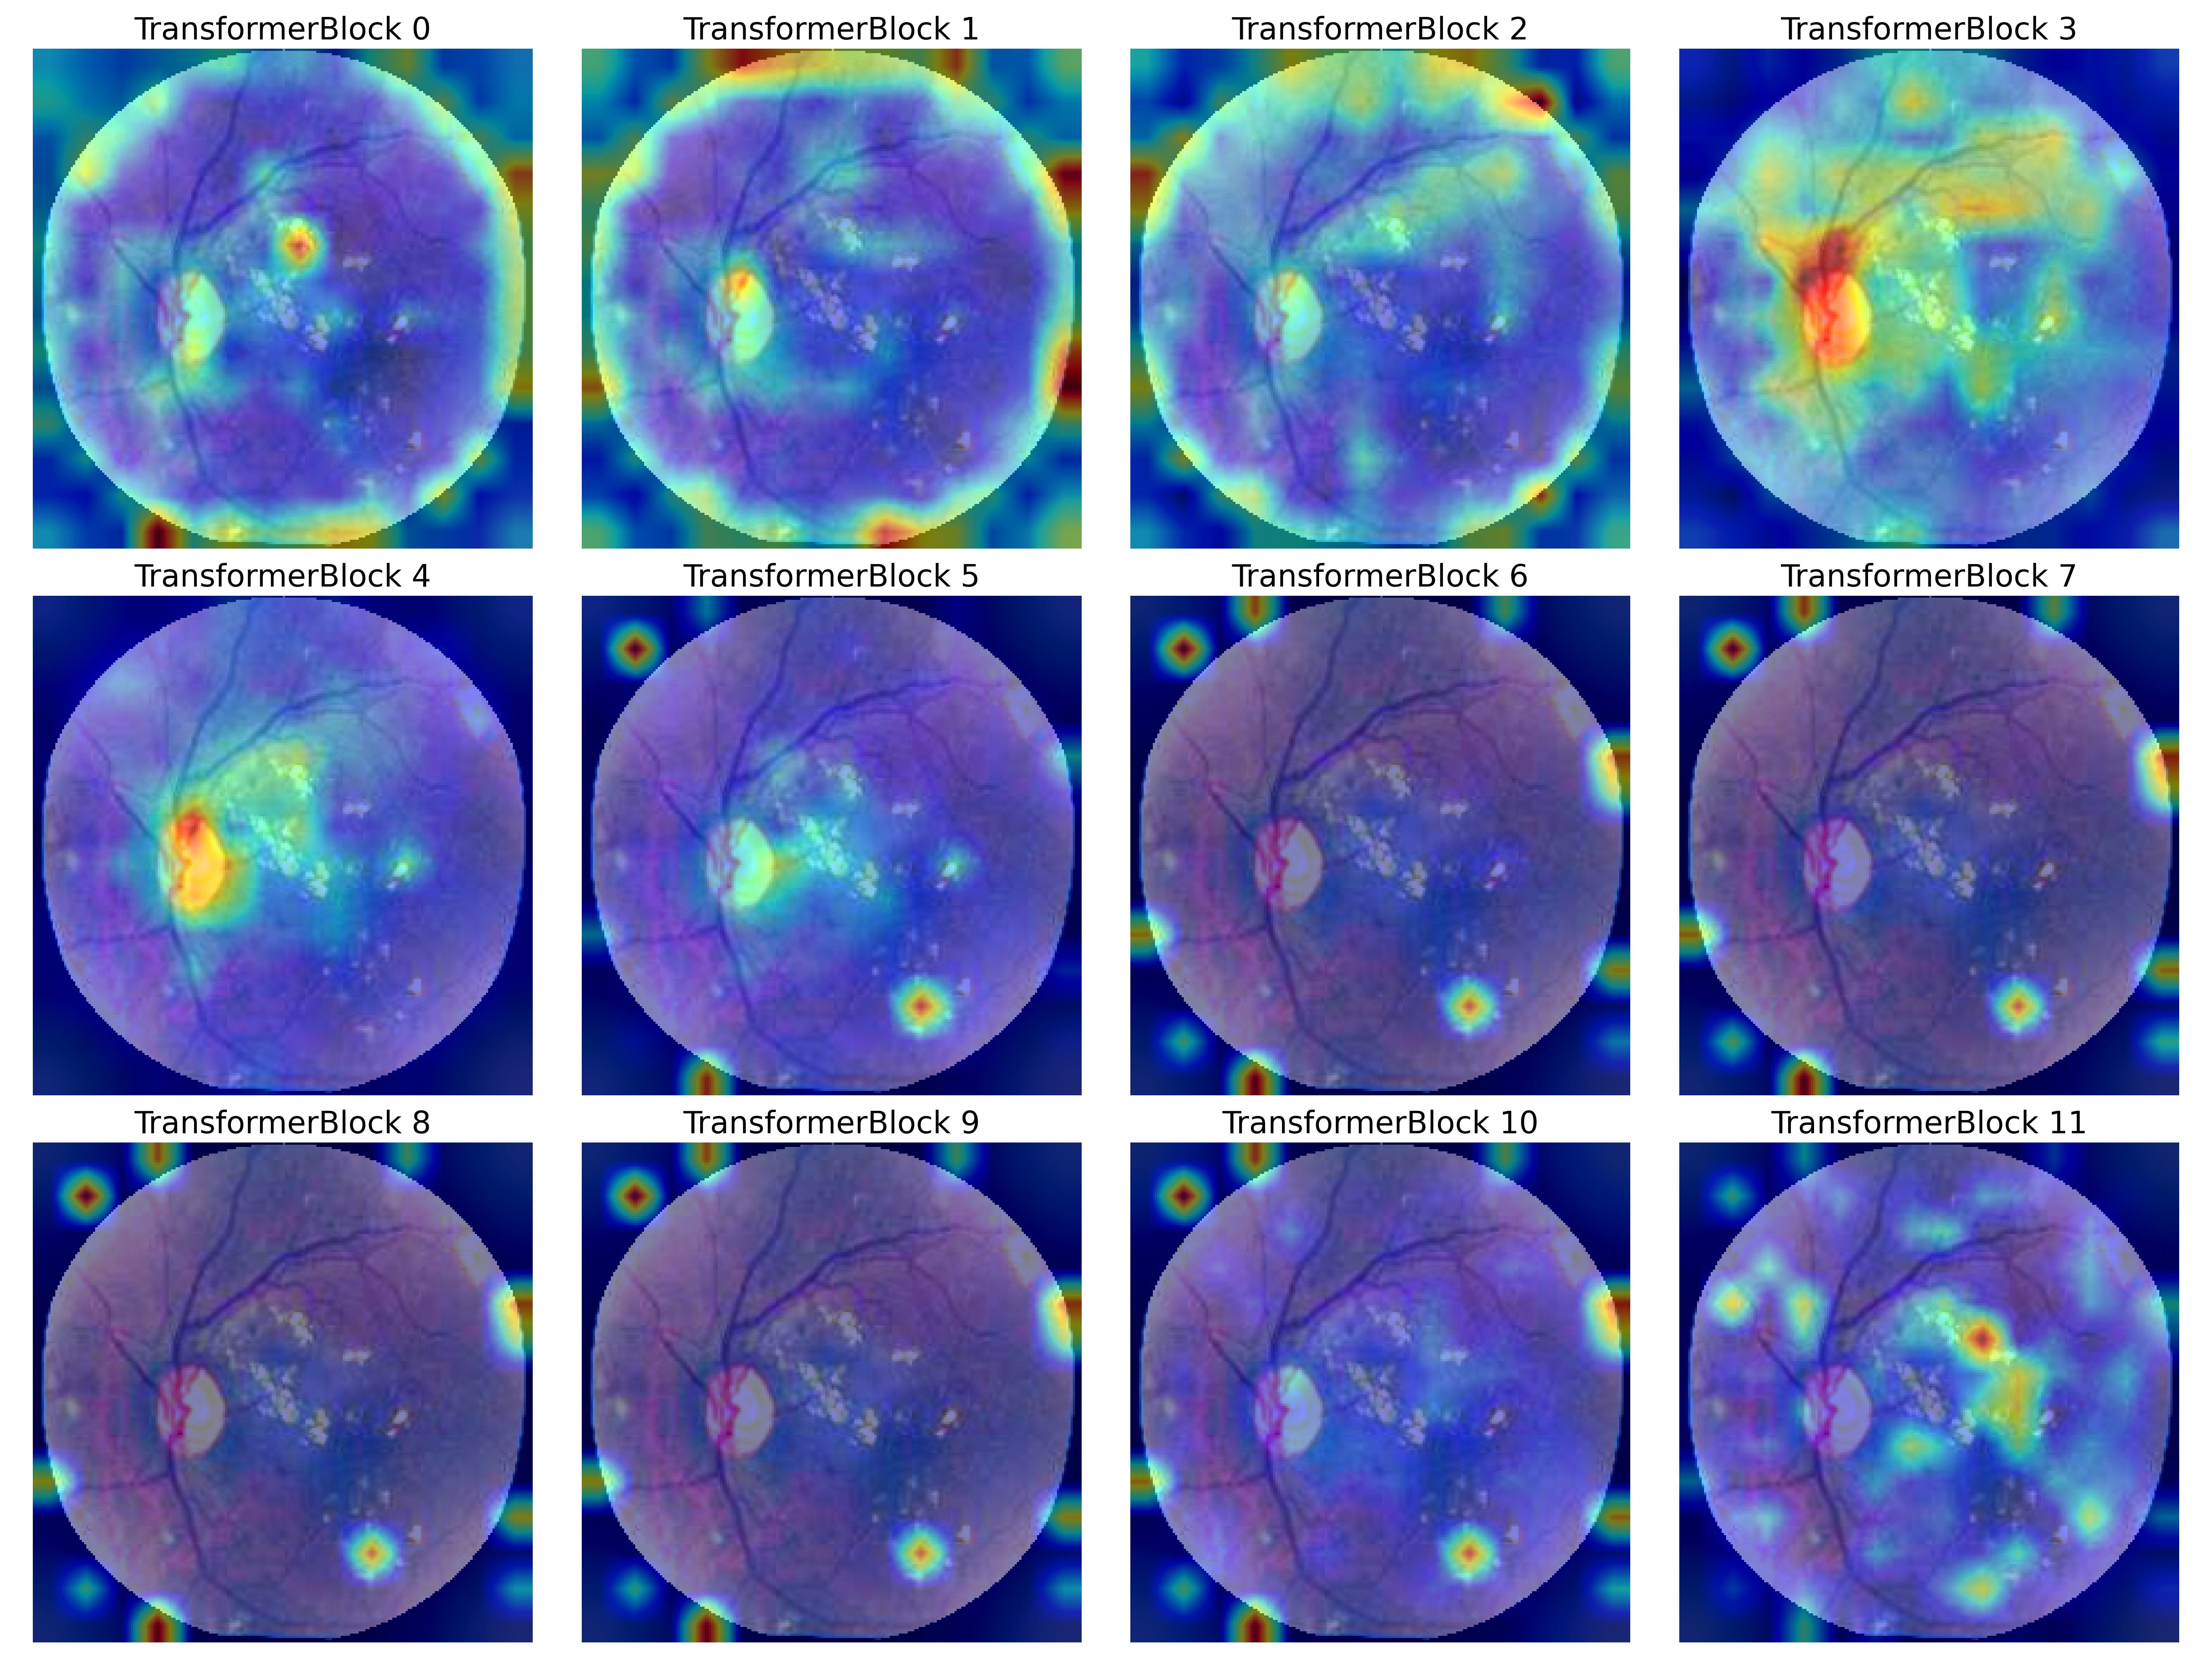 TransformerBlock 0
TransformerBlock 1
TransformerBlock 2
TransformerBlock 3
TransformerBlock 4
TransformerBlock 5
TransformerBlock 6
TransformerBlock 7
TransformerBlock 8
TransformerBlock 9
TransformerBlock 10
TransformerBlock 11